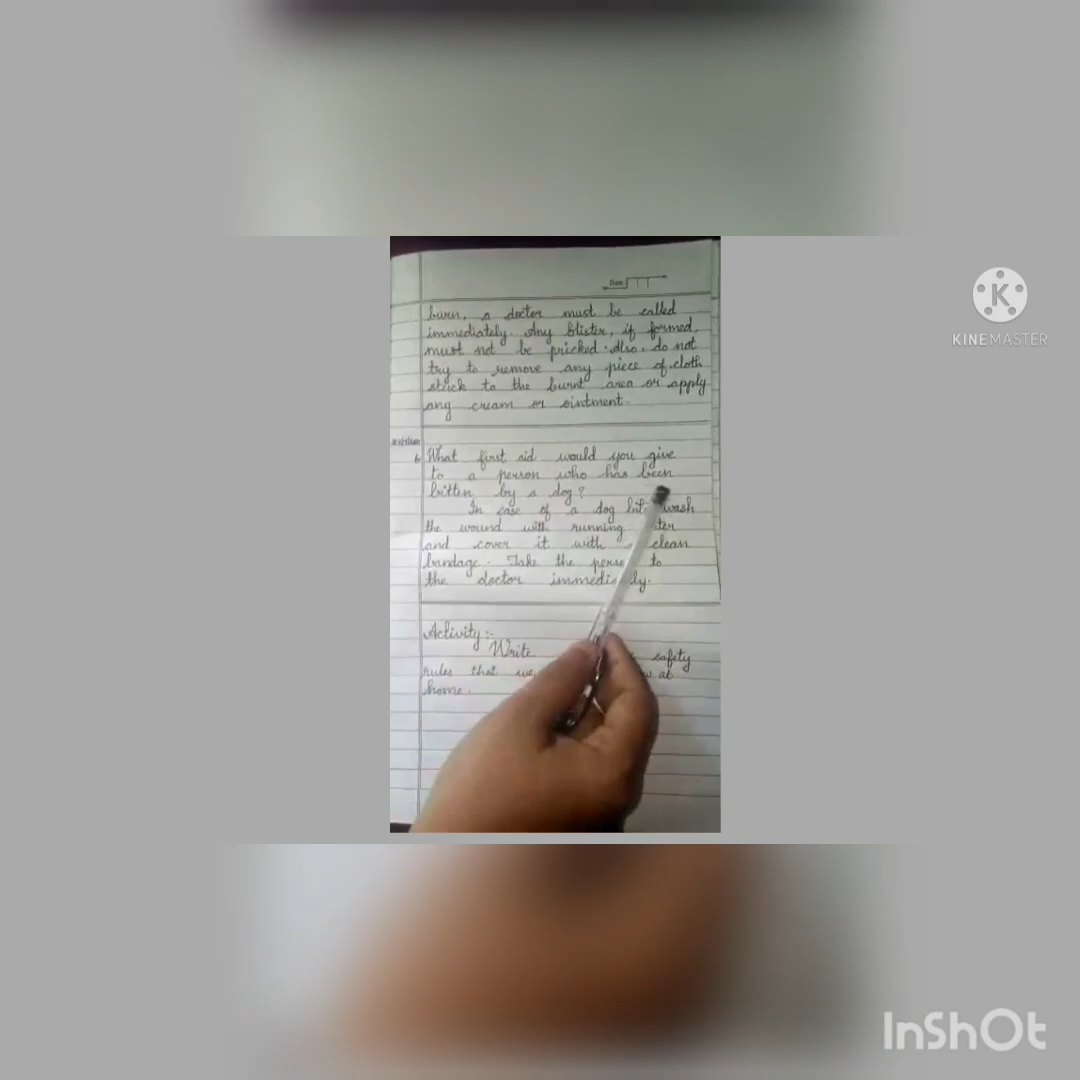 Date
burn, a doctor must be called
immediately. Any blister, if formed,
must not be pricked. Also, do not
try to remove any piece of cloth
stuck to the burnt area or apply
any cream or ointment.
6. What first aid would you give
to a person who has been
bitten by a dog?
In case of a dog wash
the wound with running
and cover it with clean
bandage. Take the to
the doctor
Activity :-
Write safety
rules that we at
home.
K
KINEMASTER
InShOt